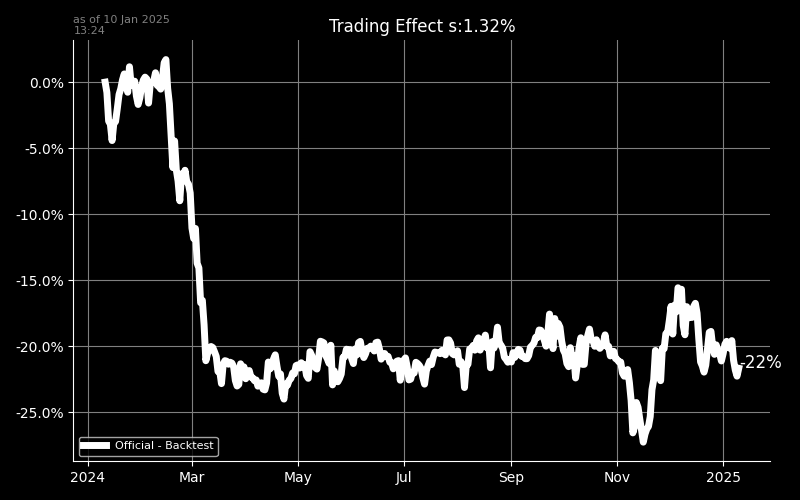 as of 10 Jan 2025
13:24
Trading Effect s:1.32%
0.0%
-5.0%
-10.0%
-15.0%
-20.0%
-25.0%
-22%
Official - Backtest
2024 Mar May Jul Sep Nov 2025